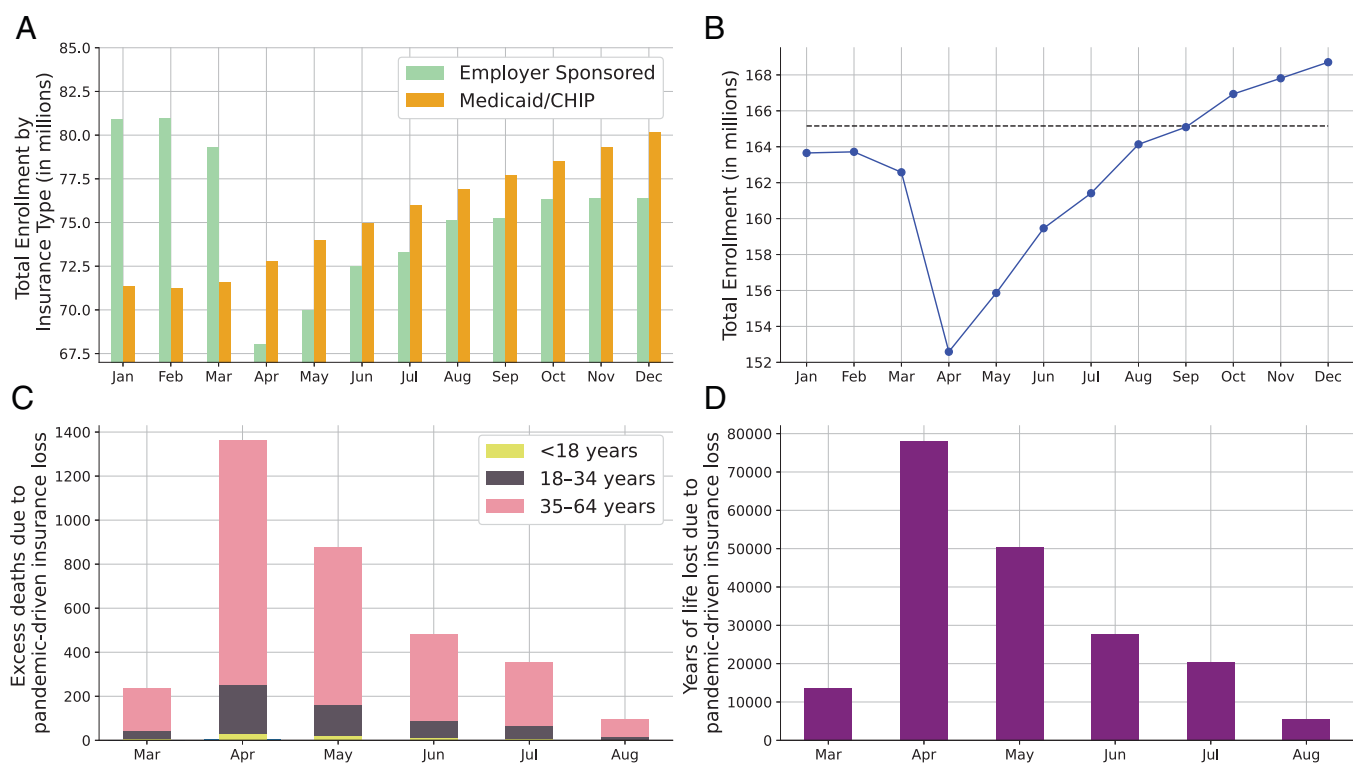 A
Total Enrollment by
Insurance Type (in millions)
85.0
82.5
80.0
77.5
75.0
72.5
70.0
67.5
Employer Sponsored
Medicaid/CHIP
Jan Feb Mar Apr May Jun Jul Aug Sep Oct Nov Dec
B
Total Enrollment (in millions)
168
166
164
162
160
158
156
154
152
Jan Feb Mar Apr May Jun Jul Aug Sep Oct Nov Dec
C
Excess deaths due to
pandemic-driven insurance loss
1400
1200
1000
800
600
400
200
0
<18 years
18–34 years
35–64 years
Mar Apr May Jun Jul Aug
D
Years of life lost due to
pandemic-driven insurance loss
80000
70000
60000
50000
40000
30000
20000
10000
0
Mar Apr May Jun Jul Aug